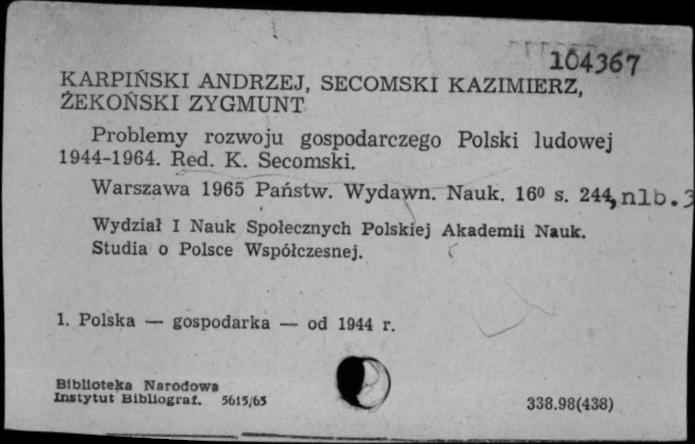 104367
KARPIŃSKI ANDRZEJ, SECOMSKI KAZIMIERZ,
ŻEKOŃSKI ZYGMUNT
Problemy rozwoju gospodarczego Polski ludowej
1944-1964. Red. K. Secomski.
Warszawa 1965 Państw. Wydawn. Nauk. 16⁰ s. 244, nlb.3
Wydział I Nauk Społecznych Polskiej Akademii Nauk.
Studia o Polsce Współczesnej.
1. Polska — gospodarka — od 1944 r.
Biblioteka Narodowa
Instytut Bibliograf. 5615/65
338.98(438)